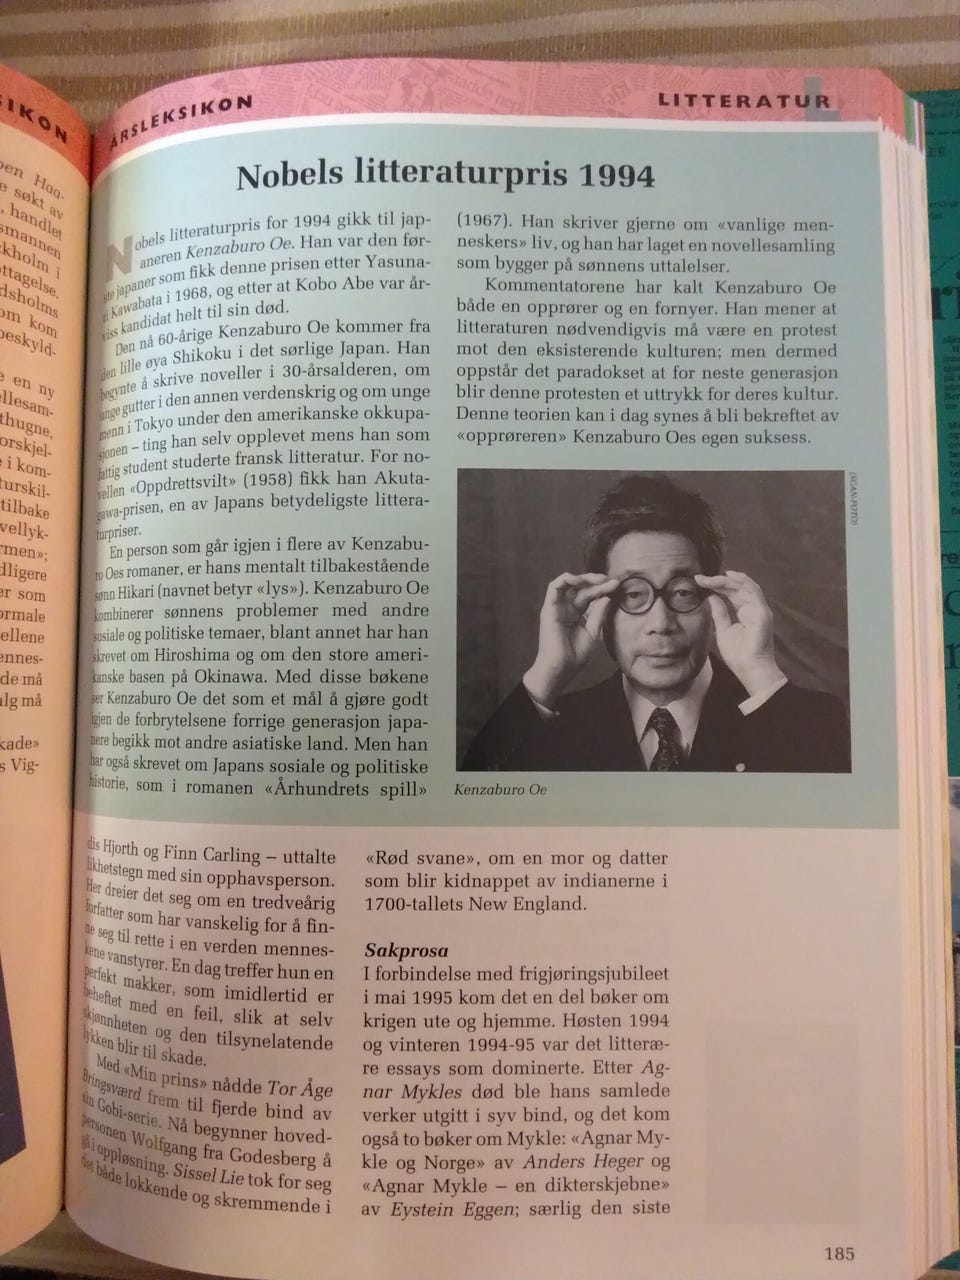 SIKON
ÅRSLEKSIKON
LITTERATUR
Nobels litteraturpris 1994
Nobels litteraturpris for 1994 gikk til jap-
aneren Kenzaburo Oe. Han var den før-
ste japaner som fikk denne prisen etter Yasuna-
ri Kawabata i 1968, og etter at Kobo Abe var år-
viss kandidat helt til sin død.
Den nå 60-årige Kenzaburo Oe kommer fra
den lille øya Shikoku i det sørlige Japan. Han
begynte å skrive noveller i 30-årsalderen, om
unge gutter i den annen verdenskrig og om unge
menn i Tokyo under den amerikanske okkupa-
sjonen – ting han selv opplevet mens han som
fattig student studerte fransk litteratur. For no-
vellen «Oppdrettsvilt» (1958) fikk han Akuta-
gawa-prisen, en av Japans betydeligste littera-
turpriser.
En person som går igjen i flere av Kenzabu-
ro Oes romaner, er hans mentalt tilbakestående
sønn Hikari (navnet betyr «lys»). Kenzaburo Oe
kombinerer sønnens problemer med andre
sosiale og politiske temaer, blant annet har han
skrevet om Hiroshima og om den store ameri-
kanske basen på Okinawa. Med disse bøkene
ser Kenzaburo Oe det som et mål å gjøre godt
igjen de forbrytelsene forrige generasjon japa-
nere begikk mot andre asiatiske land. Men han
har også skrevet om Japans sosiale og politiske
historie, som i romanen «Århundrets spill»
(1967). Han skriver gjerne om «vanlige men-
neskers» liv, og han har laget en novellesamling
som bygger på sønnens uttalelser.
Kommentatorene har kalt Kenzaburo Oe
både en opprører og en fornyer. Han mener at
litteraturen nødvendigvis må være en protest
mot den eksisterende kulturen; men dermed
oppstår det paradokset at for neste generasjon
blir denne protesten et uttrykk for deres kultur.
Denne teorien kan i dag synes å bli bekreftet av
«opprøreren» Kenzaburo Oes egen suksess.
(SCAN-FOTO)
Kenzaburo Oe
dis Hjorth og Finn Carling – uttalte
likhetstegn med sin opphavsperson.
Her dreier det seg om en tredveårig
forfatter som har vanskelig for å fin-
ne seg til rette i en verden mennes-
kene vanstyrer. En dag treffer hun en
perfekt makker, som imidlertid er
beheftet med en feil, slik at selv
skjønnheten og den tilsynelatende
lykken blir til skade.
Med «Min prins» nådde Tor Åge
Bringsværd frem til fjerde bind av
sin Gobi-serie. Nå begynner hoved-
personen Wolfgang fra Godesberg å
gå i oppløsning. Sissel Lie tok for seg
det både lokkende og skremmende i
«Rød svane», om en mor og datter
som blir kidnappet av indianerne i
1700-tallets New England.
Sakprosa
I forbindelse med frigjøringsjubileet
i mai 1995 kom det en del bøker om
krigen ute og hjemme. Høsten 1994
og vinteren 1994-95 var det litteræ-
re essays som dominerte. Etter Ag-
nar Mykles død ble hans samlede
verker utgitt i syv bind, og det kom
også to bøker om Mykle: «Agnar My-
kle og Norge» av Anders Heger og
«Agnar Mykle – en dikterskjebne»
av Eystein Eggen; særlig den siste
185